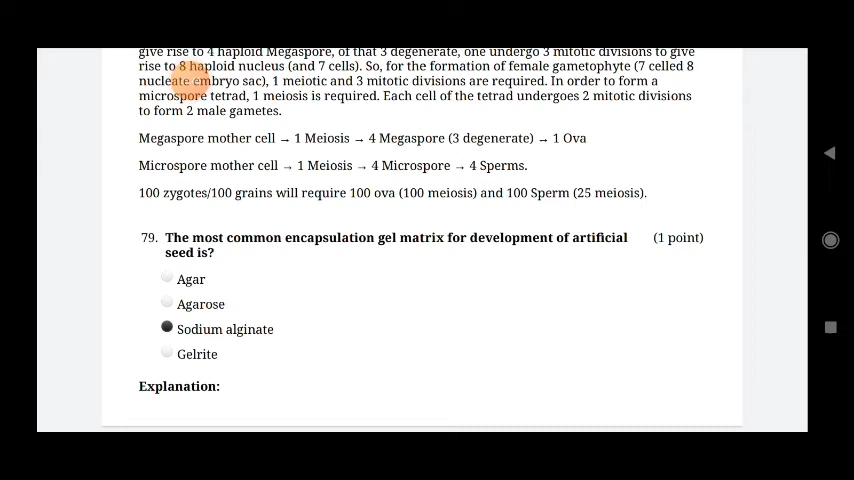 give rise to 4 haploid Megaspore, of that 3 degenerate, one undergo 3 mitotic divisions to give
rise to 8 haploid nucleus (and 7 cells). So, for the formation of female gametophyte (7 celled 8
nucleate embryo sac), 1 meiotic and 3 mitotic divisions are required. In order to form a
microspore tetrad, 1 meiosis is required. Each cell of the tetrad undergoes 2 mitotic divisions
to form 2 male gametes.
Megaspore mother cell → 1 Meiosis → 4 Megaspore (3 degenerate) → 1 Ova
Microspore mother cell → 1 Meiosis → 4 Microspore → 4 Sperms.
100 zygotes/100 grains will require 100 ova (100 meiosis) and 100 Sperm (25 meiosis).
79. The most common encapsulation gel matrix for development of artificial (1 point)
seed is?
Agar
Agarose
Sodium alginate
Gelrite
Explanation: